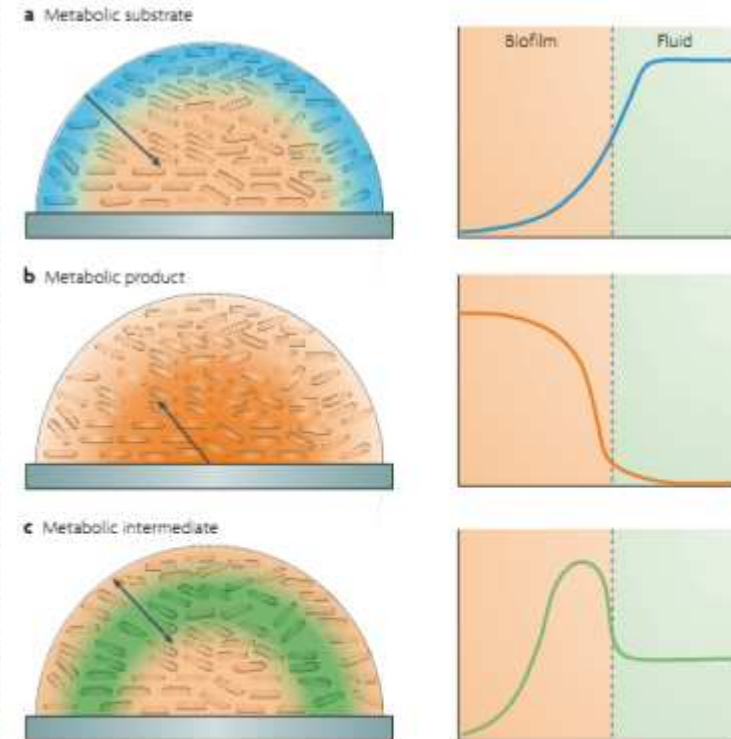 a Metabolic substrate
Biofilm
Fluid
b Metabolic product
c Metabolic intermediate